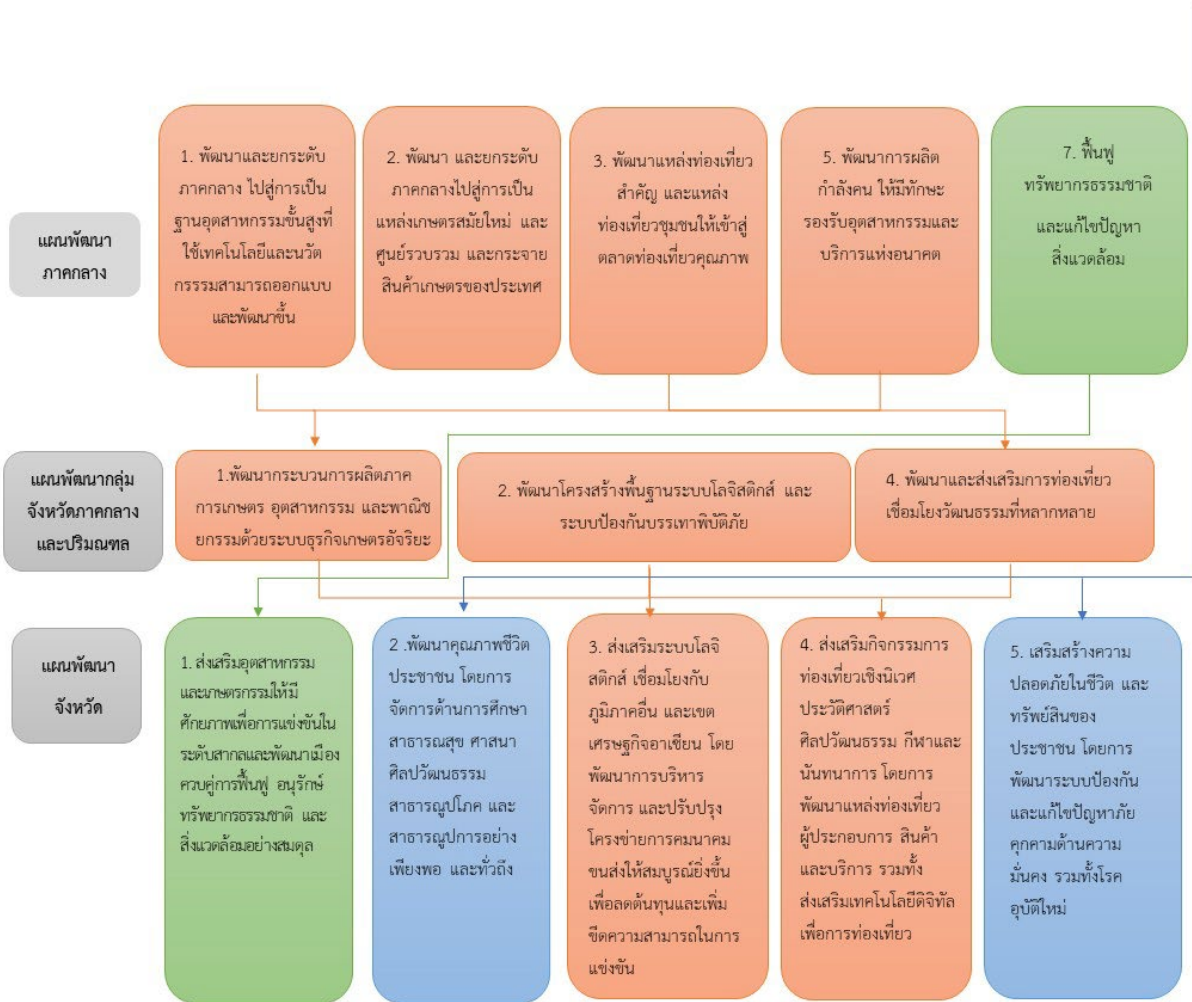 แผนพัฒนา
ภาคกลาง
1. พัฒนาและยกระดับ
ภาคกลาง ไปสู่การเป็น
ฐานอุตสาหกรรมขั้นสูงที่
ใช้เทคโนโลยีและนวัต
กรรรมสามารถออกแบบ
และพัฒนาขึ้น
2. พัฒนา และยกระดับ
ภาคกลางไปสู่การเป็น
แหล่งเกษตรสมัยใหม่ และ
ศูนย์รวบรวม และกระจาย
สินค้าเกษตรของประเทศ
3. พัฒนาแหล่งท่องเที่ยว
สำคัญ และแหล่ง
ท่องเที่ยวชุมชนให้เข้าสู่
ตลาดท่องเที่ยวคุณภาพ
5. พัฒนาการผลิต
กำลังคน ให้มีทักษะ
รองรับอุตสาหกรรมและ
บริการแห่งอนาคต
7. ฟื้นฟู
ทรัพยากรธรรมชาติ
และแก้ไขปัญหา
สิ่งแวดล้อม
แผนพัฒนากลุ่ม
จังหวัดภาคกลาง
และปริมณฑล
1.พัฒนากระบวนการผลิตภาค
การเกษตร อุตสาหกรรม และพาณิช
ยกรรมด้วยระบบธุรกิจเกษตรอัจริยะ
2. พัฒนาโครงสร้างพื้นฐานระบบโลจิสติกส์ และ
ระบบป้องกันบรรเทาพิบัติภัย
4. พัฒนาและส่งเสริมการท่องเที่ยว
เชื่อมโยงวัฒนธรรมที่หลากหลาย
แผนพัฒนา
จังหวัด
1. ส่งเสริมอุตสาหกรรม
และเกษตรกรรมให้มี
ศักยภาพเพื่อการแข่งขันใน
ระดับสากลและพัฒนาเมือง
ควบคู่การฟื้นฟู อนุรักษ์
ทรัพยากรธรรมชาติ และ
สิ่งแวดล้อมอย่างสมดุล
2 .พัฒนาคุณภาพชีวิต
ประชาชน โดยการ
จัดการด้านการศึกษา
สาธารณสุข ศาสนา
ศิลปวัฒนธรรม
สาธารณูปโภค และ
สาธารณูปการอย่าง
เพียงพอ และทั่วถึง
3. ส่งเสริมระบบโลจิ
สติกส์ เชื่อมโยงกับ
ภูมิภาคอื่น และเขต
เศรษฐกิจอาเซียน โดย
พัฒนาการบริหาร
จัดการ และปรับปรุง
โครงข่ายการคมนาคม
ขนส่งให้สมบูรณ์ยิ่งขึ้น
เพื่อลดต้นทุนและเพิ่ม
ขีดความสามารถในการ
แข่งขัน
4. ส่งเสริมกิจกรรมการ
ท่องเที่ยวเชิงนิเวศ
ประวัติศาสตร์
ศิลปวัฒนธรรม กีฬาและ
นันทนาการ โดยการ
พัฒนาแหล่งท่องเที่ยว
ผู้ประกอบการ สินค้า
และบริการ รวมทั้ง
ส่งเสริมเทคโนโลยีดิจิทัล
เพื่อการท่องเที่ยว
5. เสริมสร้างความ
ปลอดภัยในชีวิต และ
ทรัพย์สินของ
ประชาชน โดยการ
พัฒนาระบบป้องกัน
และแก้ไขปัญหาภัย
คุกคามด้านความ
มั่นคง รวมทั้งโรค
อุบัติใหม่